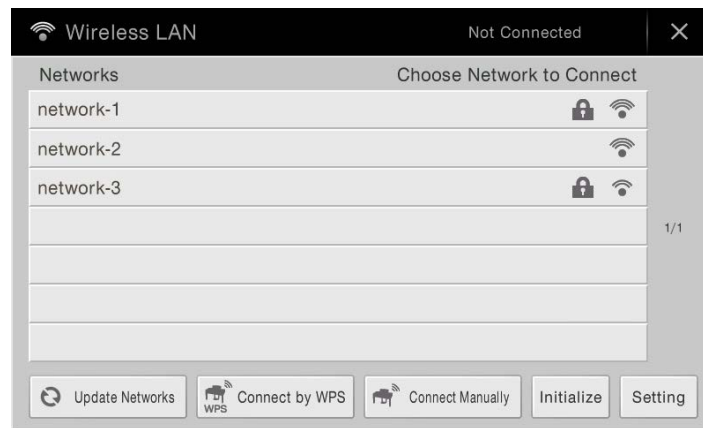 Wireless LAN Not Connected
Networks Choose Network to Connect
network-1
network-2
network-3
1/1
Update Networks WPS Connect by WPS Connect Manually Initialize Setting